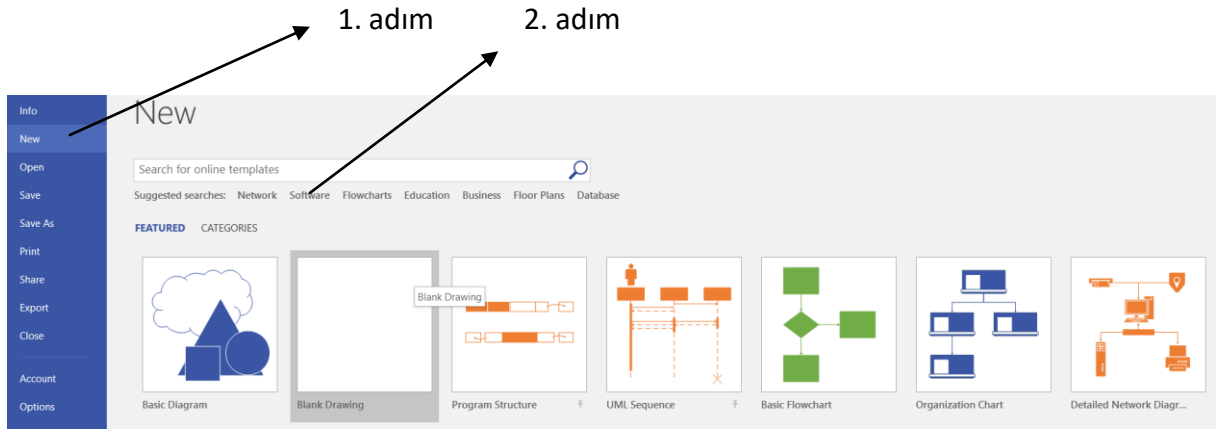 1. adım 2. adım
Info
New
Open
Save
Save As
Print
Share
Export
Close
Account
Options
New
Search for online templates
Suggested searches: Network Software Flowcharts Education Business Floor Plans Database
FEATURED CATEGORIES
Blank Drawing
Basic Diagram Blank Drawing Program Structure UML Sequence Basic Flowchart Organization Chart Detailed Network Diagr...